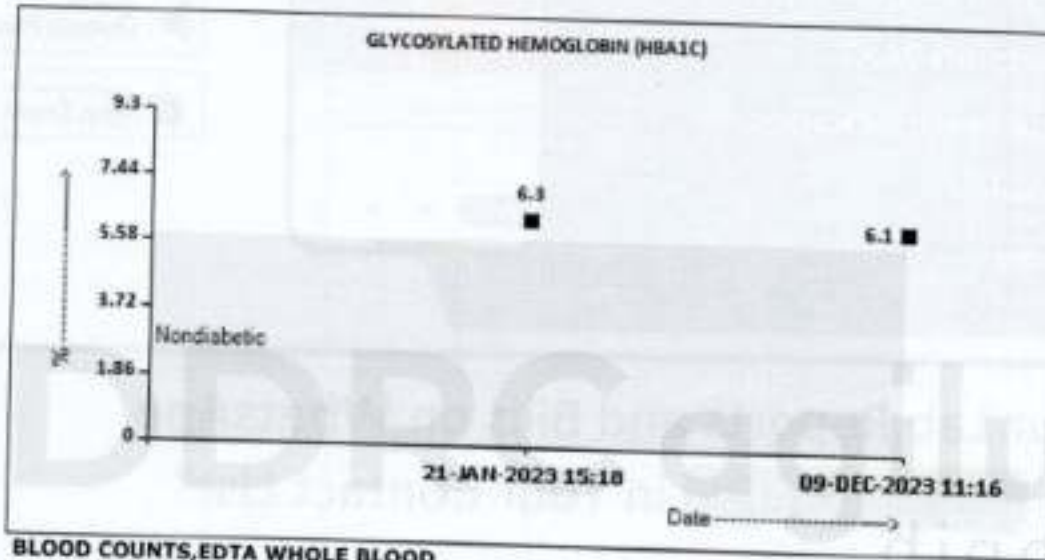 GLYCOSYLATED HEMOGLOBIN (HBA1C)
9.3
7.44
6.3
5.58
6.1
3.72
Nondiabetic
%
1.86
0
21-JAN-2023 15:18
09-DEC-2023 11:16
Date
BLOOD COUNTS,EDTA WHOLE BLOOD